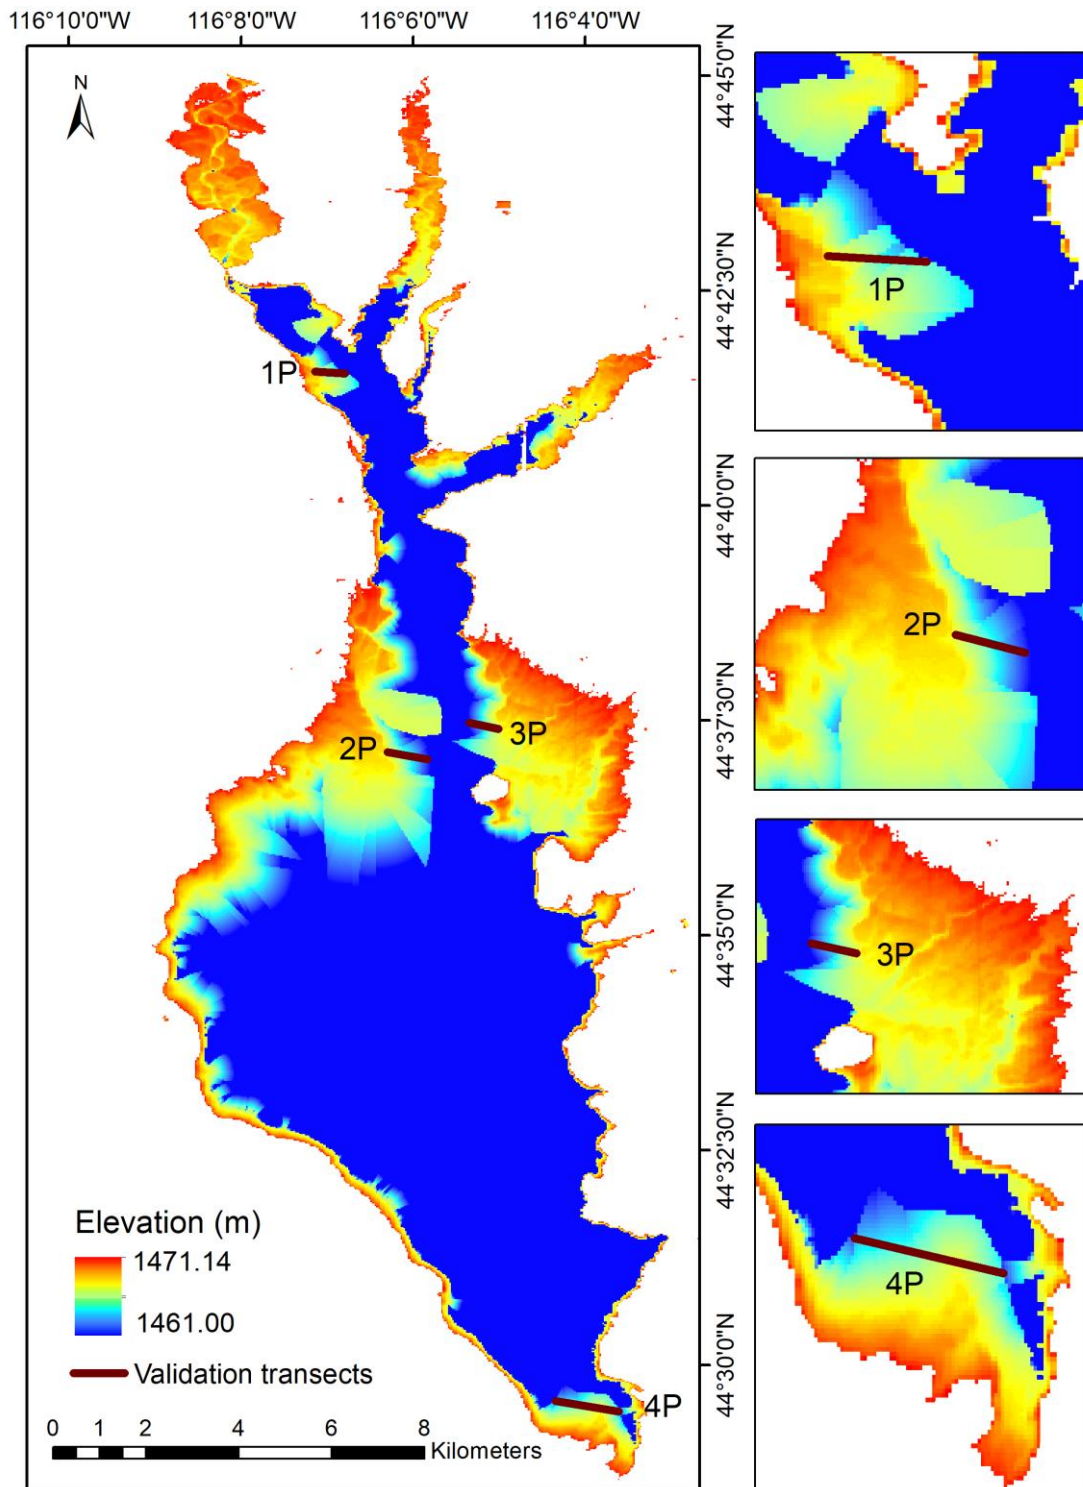 116°10'0"W 116°8'0"W 116°6'0"W 116°4'0"W
N
44°45'0"N
44°42'30"N
44°40'0"N
44°37'30"N
44°35'0"N
44°32'30"N
44°30'0"N
1P
2P
3P
4P
Elevation (m)
1471.14
1461.00
Validation transects
0 1 2 4 6 8
Kilometers
1P
2P
3P
4P